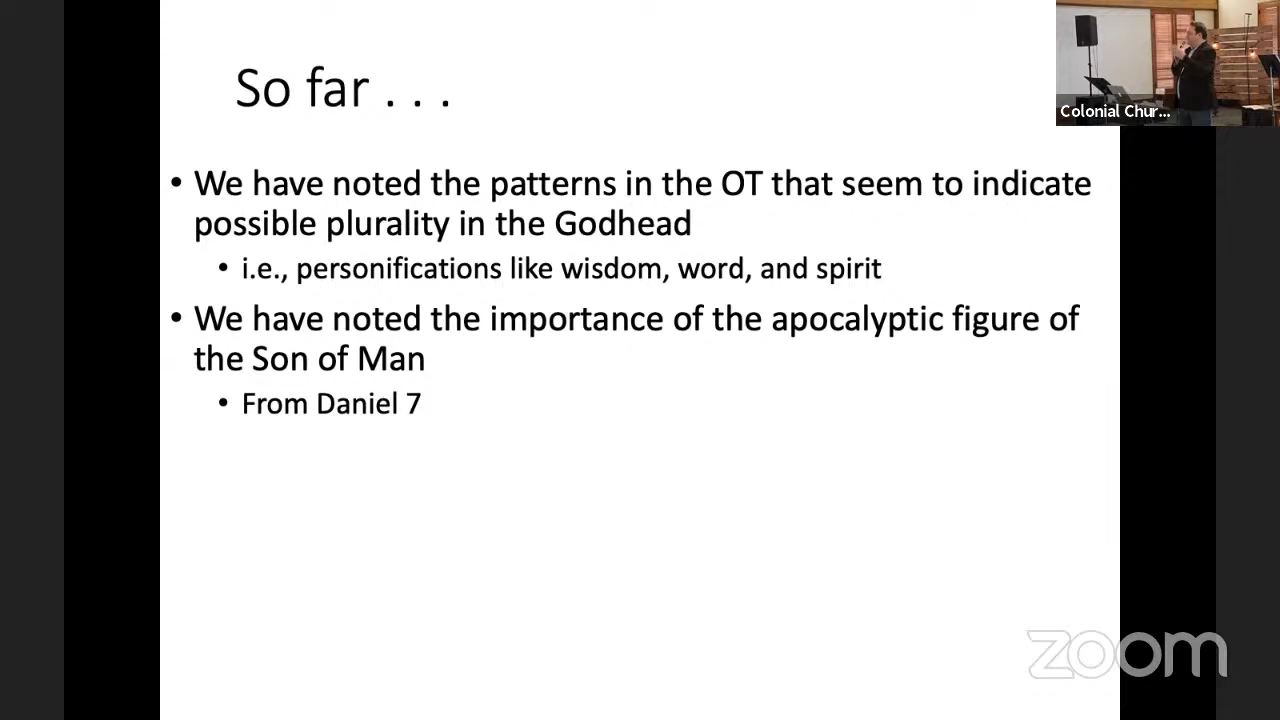 So far . . .
Colonial Chur...
• We have noted the patterns in the OT that seem to indicate
possible plurality in the Godhead
• i.e., personifications like wisdom, word, and spirit
• We have noted the importance of the apocalyptic figure of
the Son of Man
• From Daniel 7
zoom